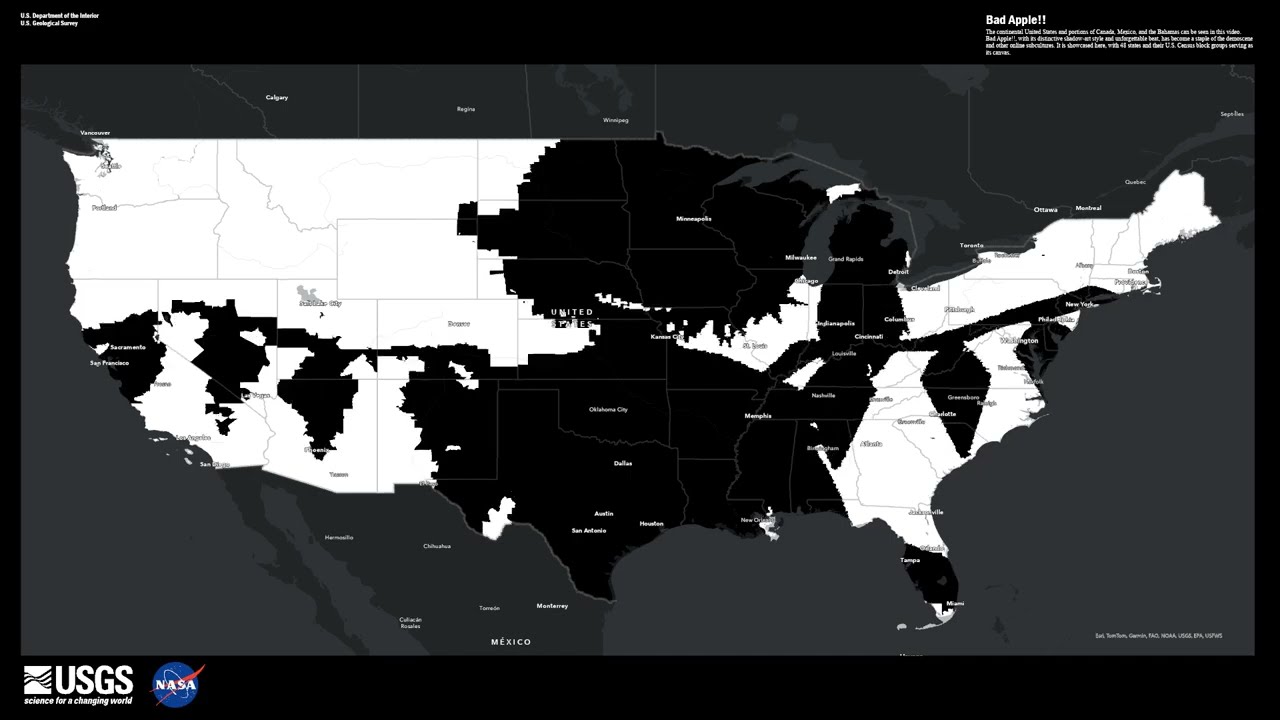 U.S. Department of the Interior
U.S. Geological Survey
Bad Apple!!
The continental United States and portions of Canada, Mexico, and the Bahamas can be seen in this video.
Bad Apple!!, with its distinctive shadow-art style and unforgettable beat, has become a staple of the demoscene
and other online subcultures. It is showcased here, with 48 states and their U.S. Census block groups serving as
its canvas.
Calgary
Regina
Winnipeg
Sept-Îles
Vancouver
Seattle
Quebec
Portland
Ottawa
Montreal
Minneapolis
Toronto
Buffalo
Rochester
Albany
Boston
Milwaukee
Grand Rapids
Detroit
Chicago
Cleveland
Providence
Salt Lake City
New York
UNITED
STATES
Denver
Pittsburgh
Philadelphia
Indianapolis
Columbus
Cincinnati
Kansas City
St. Louis
Washington
Sacramento
San Francisco
Louisville
Richmond
Fresno
Norfolk
Las Vegas
Nashville
Knoxville
Greensboro
Raleigh
Oklahoma City
Memphis
Charlotte
Greenville
Los Angeles
Atlanta
Birmingham
Phoenix
San Diego
Dallas
Tucson
El Paso
Austin
San Antonio
Houston
New Orleans
Jacksonville
Hermosillo
Chihuahua
Orlando
Tampa
Miami
Torreón
Monterrey
Culiacán
Rosales
MÉXICO
Esri, TomTom, Garmin, FAO, NOAA, USGS, EPA, USFWS
USGS
science for a changing world
NASA